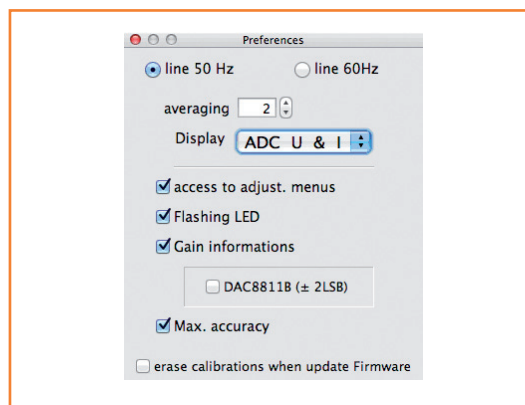 Preferences
line 50 Hz line 60Hz
averaging 2
Display ADC U & I
access to adjust. menus
Flashing LED
Gain informations
DAC8811B (± 2LSB)
Max. accuracy
erase calibrations when update Firmware